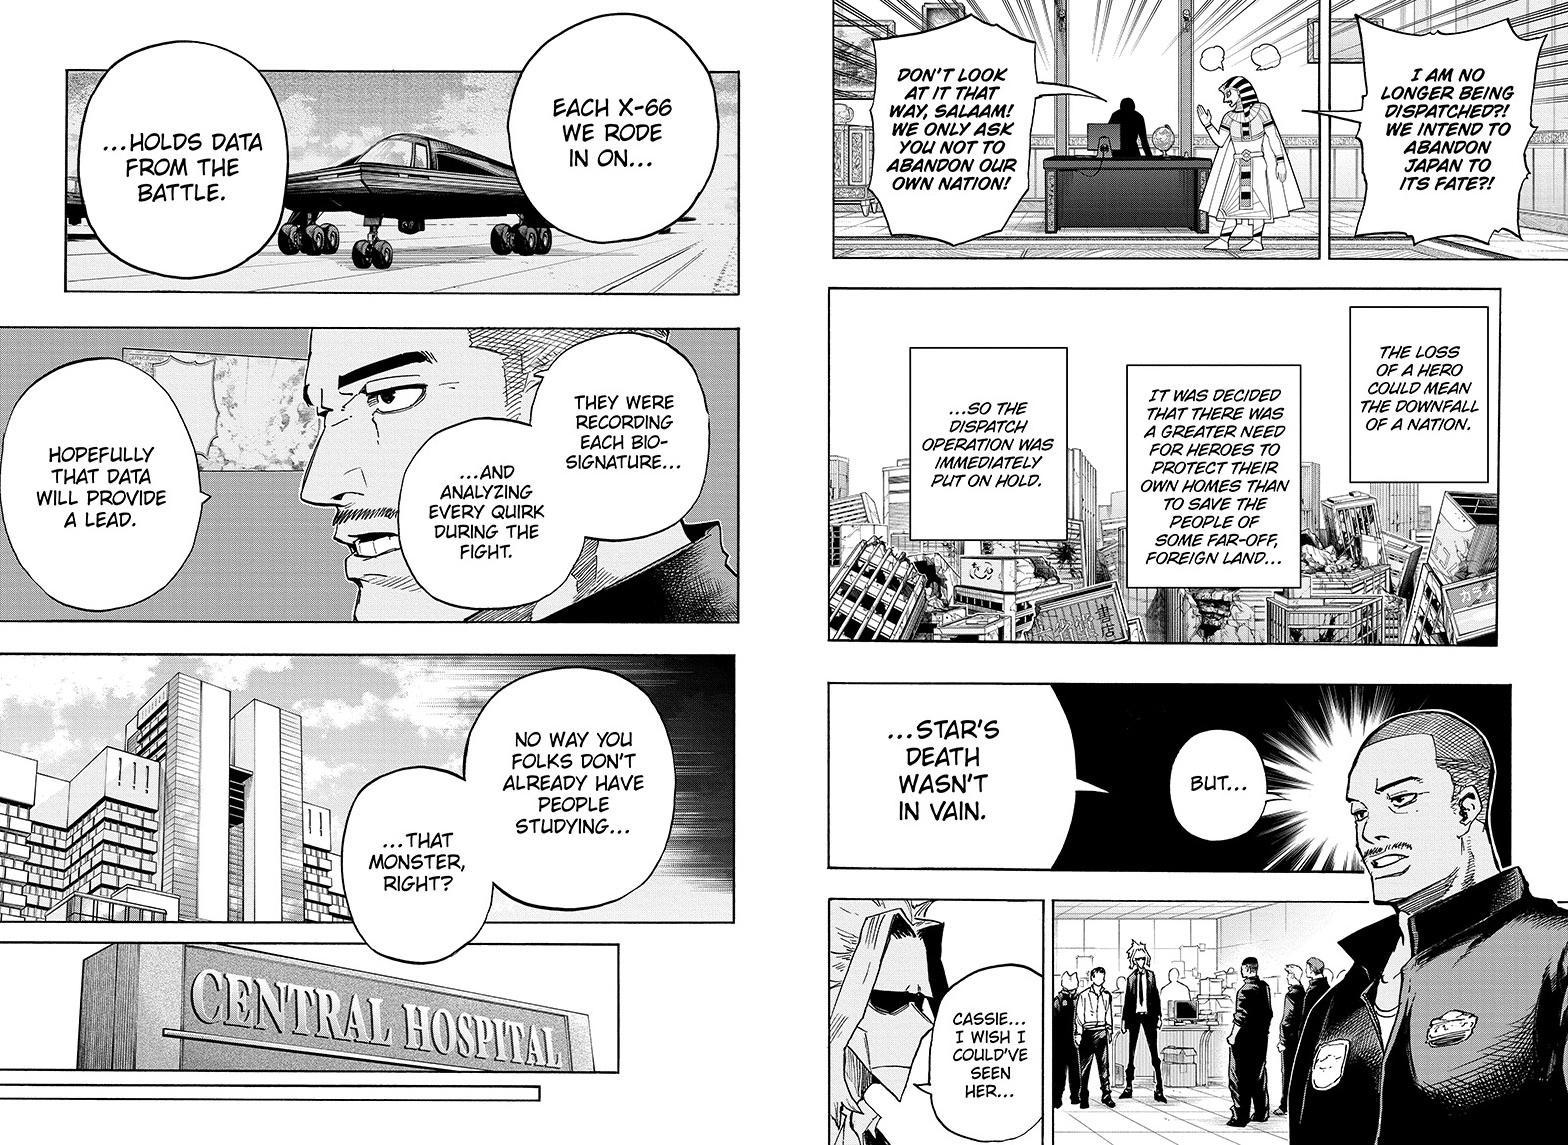 I AM NO
LONGER BEING
DISPATCHED?!
WE INTEND TO
ABANDON
JAPAN TO
ITS FATE?!
DON'T LOOK
AT IT THAT
WAY, SALAAM!
WE ONLY ASK
YOU NOT TO
ABANDON OUR
OWN NATION!
THE LOSS
OF A HERO
COULD MEAN
THE DOWNFALL
OF A NATION.
IT WAS DECIDED
THAT THERE WAS
A GREATER NEED
FOR HEROES TO
PROTECT THEIR
OWN HOMES THAN
TO SAVE THE
PEOPLE OF
SOME FAR-OFF,
FOREIGN LAND...
...SO THE
DISPATCH
OPERATION WAS
IMMEDIATELY
PUT ON HOLD.
カラオ
書店
BUT...
...STAR'S
DEATH
WASN'T
IN VAIN.
CASSIE...
I WISH I
COULD'VE
SEEN
HER...
EACH X-66
WE RODE
IN ON...
...HOLDS DATA
FROM THE
BATTLE.
THEY WERE
RECORDING
EACH BIO-
SIGNATURE...
...AND
ANALYZING
EVERY QUIRK
DURING THE
FIGHT.
HOPEFULLY
THAT DATA
WILL PROVIDE
A LEAD.
NO WAY YOU
FOLKS DON'T
ALREADY HAVE
PEOPLE
STUDYING...
...THAT
MONSTER,
RIGHT?
CENTRAL HOSPITAL